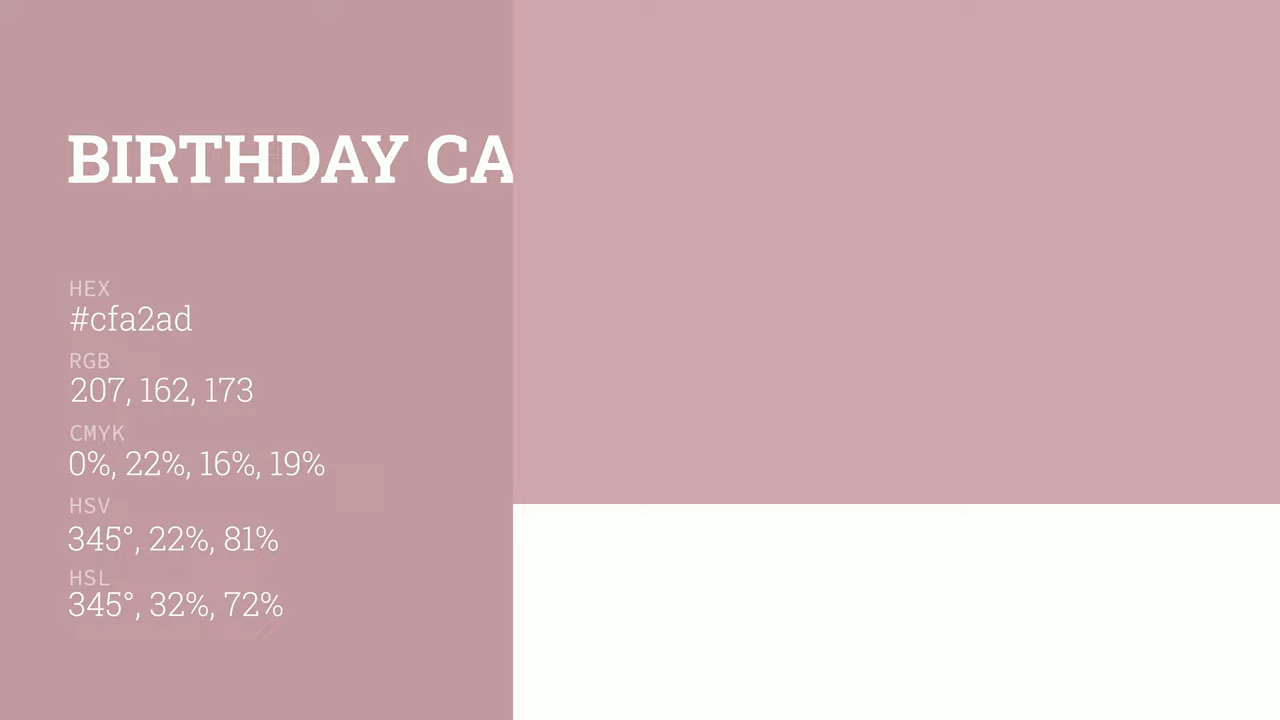 BIRTHDAY CA
HEX
#cfa2ad
RGB
207, 162, 173
CMYK
0%, 22%, 16%, 19%
HSV
345°, 22%, 81%
HSL
345°, 32%, 72%